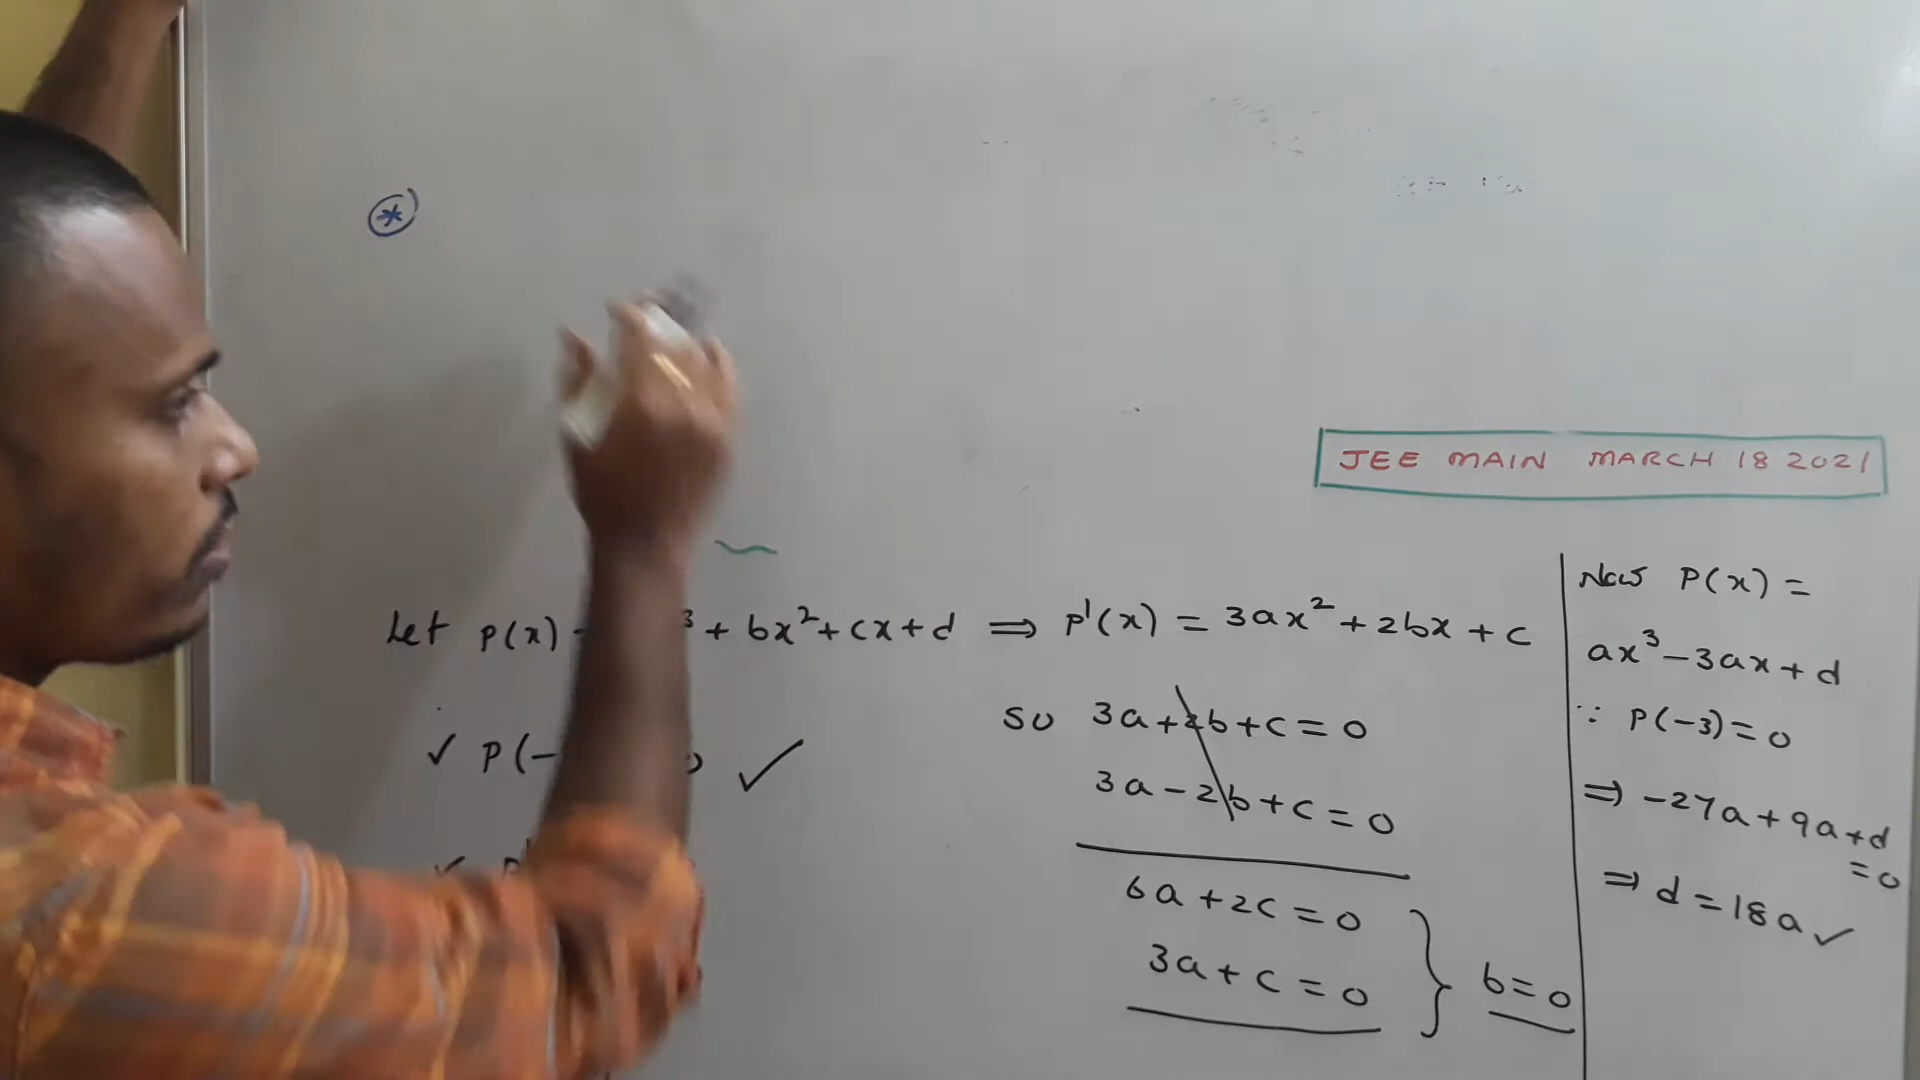 *
JEE MAIN MARCH 18 2021
Let p(x) 3 + bx² + cx + d ⇒ p'(x) = 3ax² + 2bx + c
✓ p(-
✓
so 3a + 2b + c = 0
3a - 2b + c = 0
6a + 2c = 0
3a + c = 0
b = 0
Now P(x) =
ax³ - 3ax + d
∵ P(-3) = 0
⇒ -27a + 9a + d
= 0
⇒ d = 18a ✓